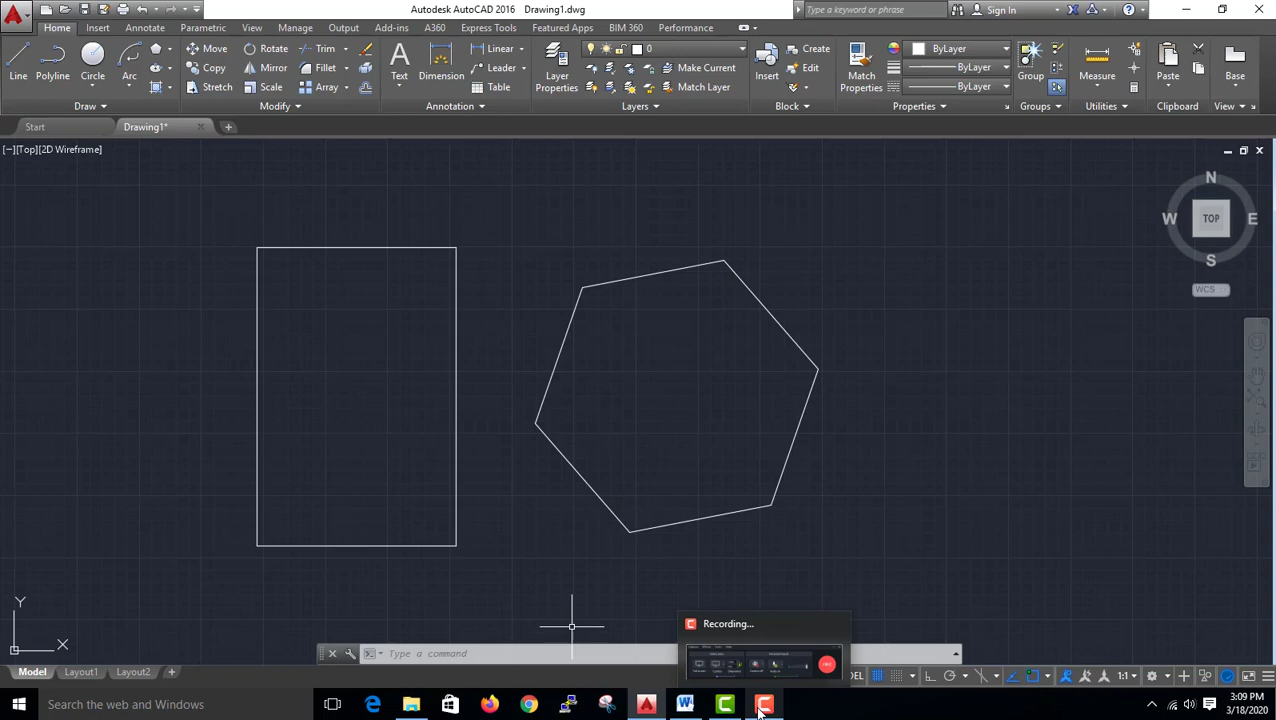 Autodesk AutoCAD 2016 Drawing1.dwg
Type a keyword or phrase
Sign In
Home Insert Annotate Parametric View Manage Output Add-ins A360 Express Tools Featured Apps BIM 360 Performance
Line Polyline Circle Arc
Move Rotate Trim
Copy Mirror Fillet
Stretch Scale Array
Text Dimension
Linear
Leader
Table
Layer Properties
0
Make Current
Match Layer
Insert
Create
Edit
Match Properties
ByLayer
ByLayer
ByLayer
Group
Measure
Paste
Base
Draw Modify Annotation Layers Block Properties Groups Utilities Clipboard View
Start Drawing1*
[−][Top][2D Wireframe]
N
W TOP E
S
WCS
Y
X
Recording...
Type a command
Layout2
1:1
Search the web and Windows
3:09 PM
3/18/2020